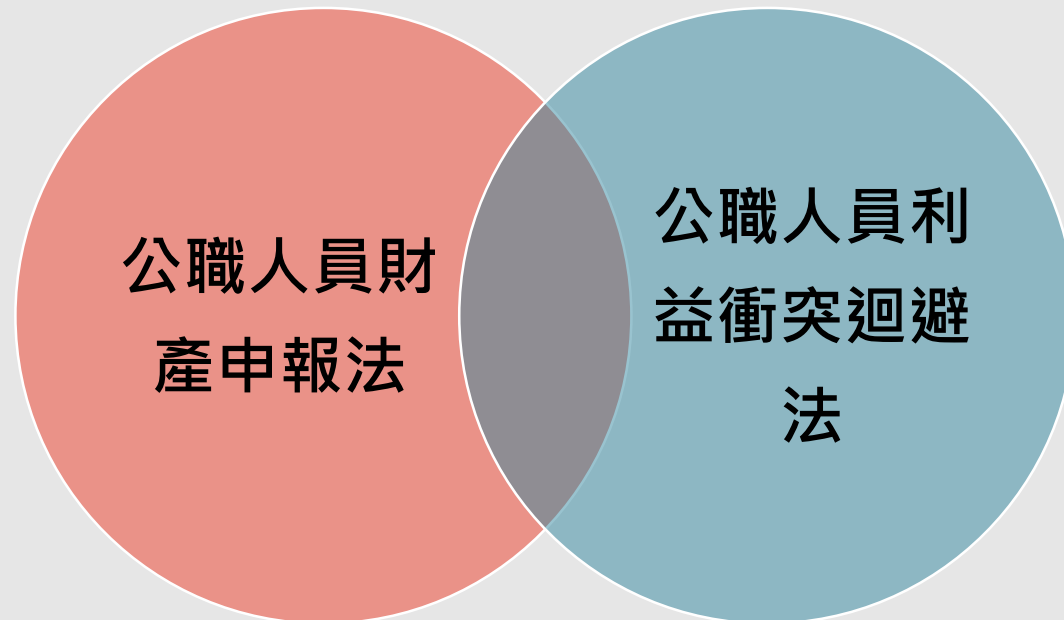 公職人員財
產申報法
公職人員利
益衝突迴避
法